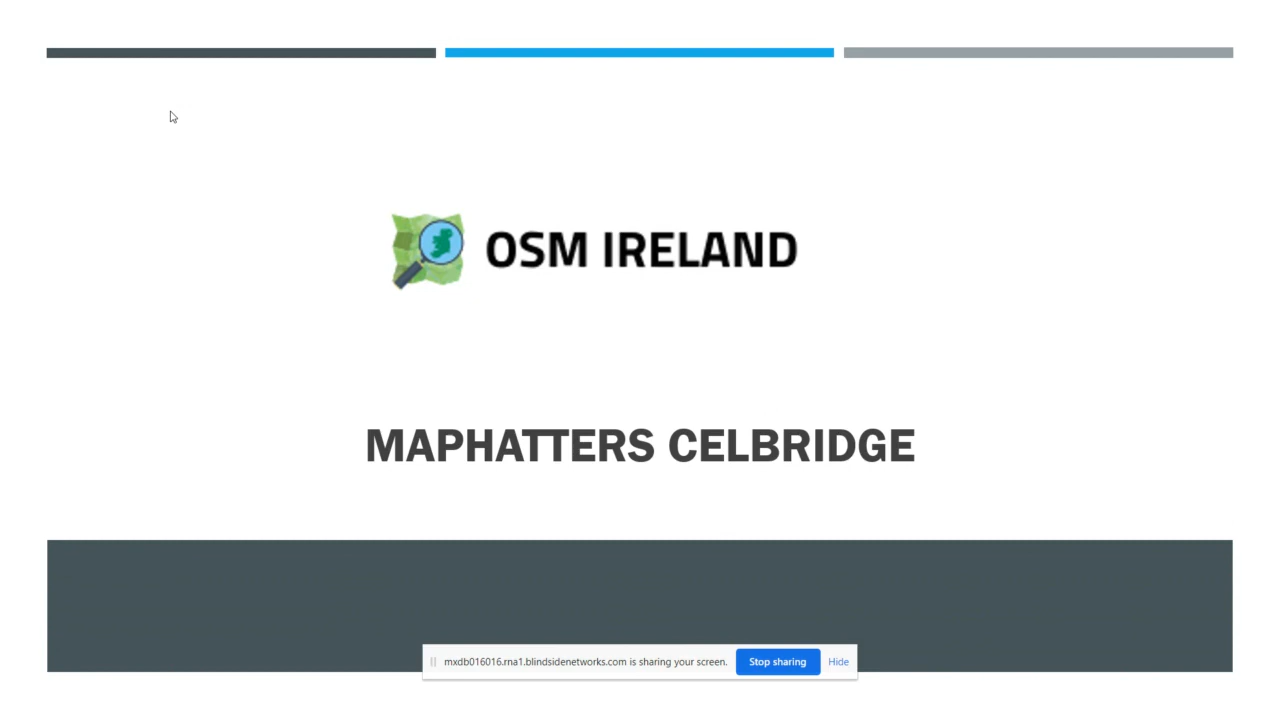 OSM IRELAND
MAPHATTERS CELBRIDGE
mxdb016016.rna1.blindsidenetworks.com is sharing your screen. Stop sharing Hide